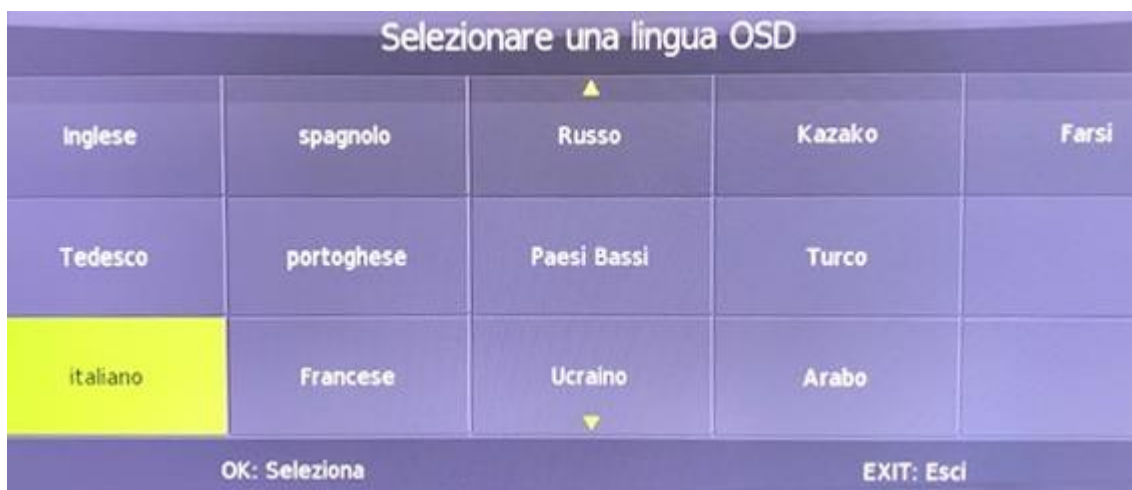 Selezionare una lingua OSD
Inglese spagnolo Russo Kazako Farsi
Tedesco portoghese Paesi Bassi Turco
italiano Francese Ucraino Arabo
OK: Seleziona EXIT: Esci